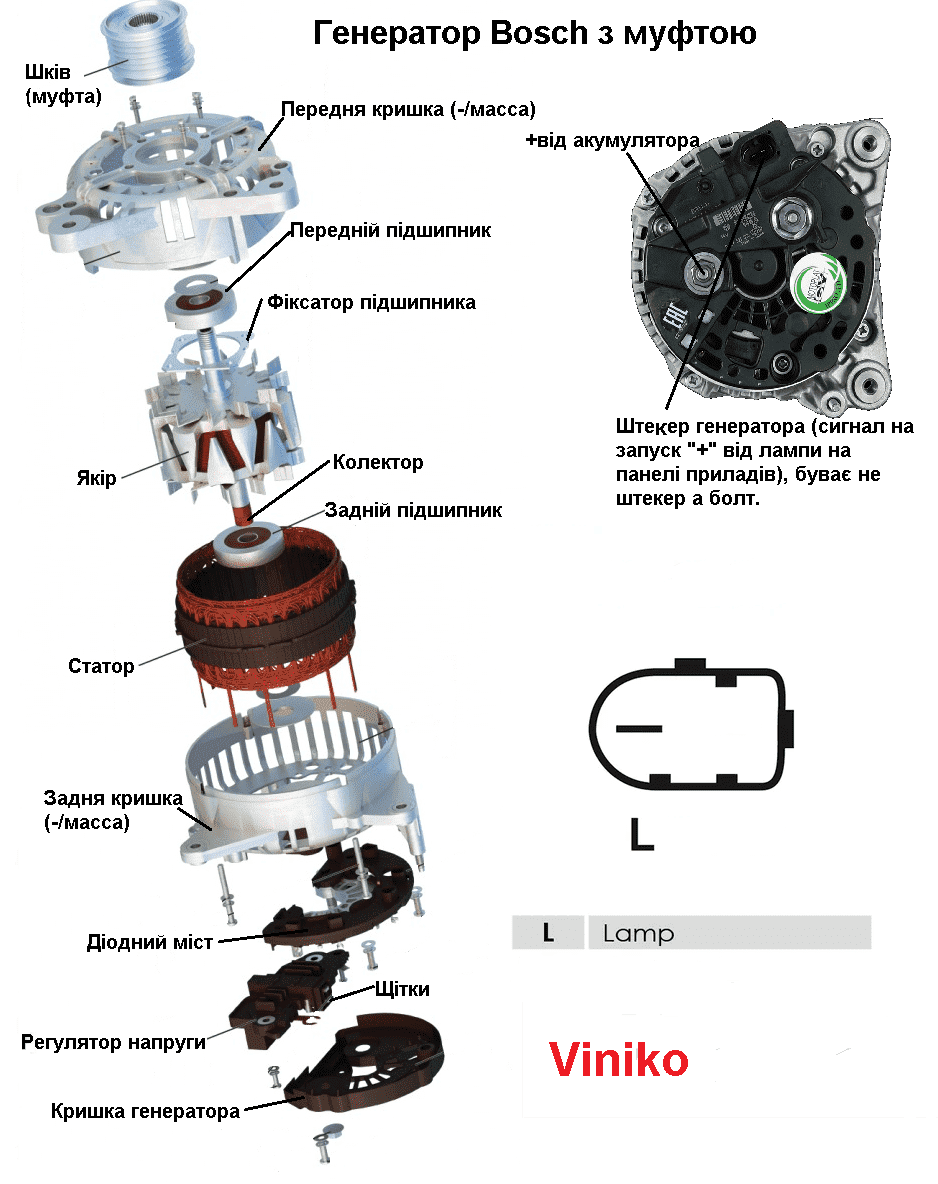 Генератор Bosch з муфтою
Шків
(муфта)
Передня кришка (-/масса)
+від акумулятора
Передній підшипник
Фіксатор підшипника
Штекер генератора (сигнал на
запуск "+" від лампи на
панелі приладів), буває не
штекер а болт.
Якір
Колектор
Задній підшипник
Статор
Задня кришка
(-/масса)
L
L Lamp
Діодний міст
Щітки
Регулятор напруги
Viniko
Кришка генератора